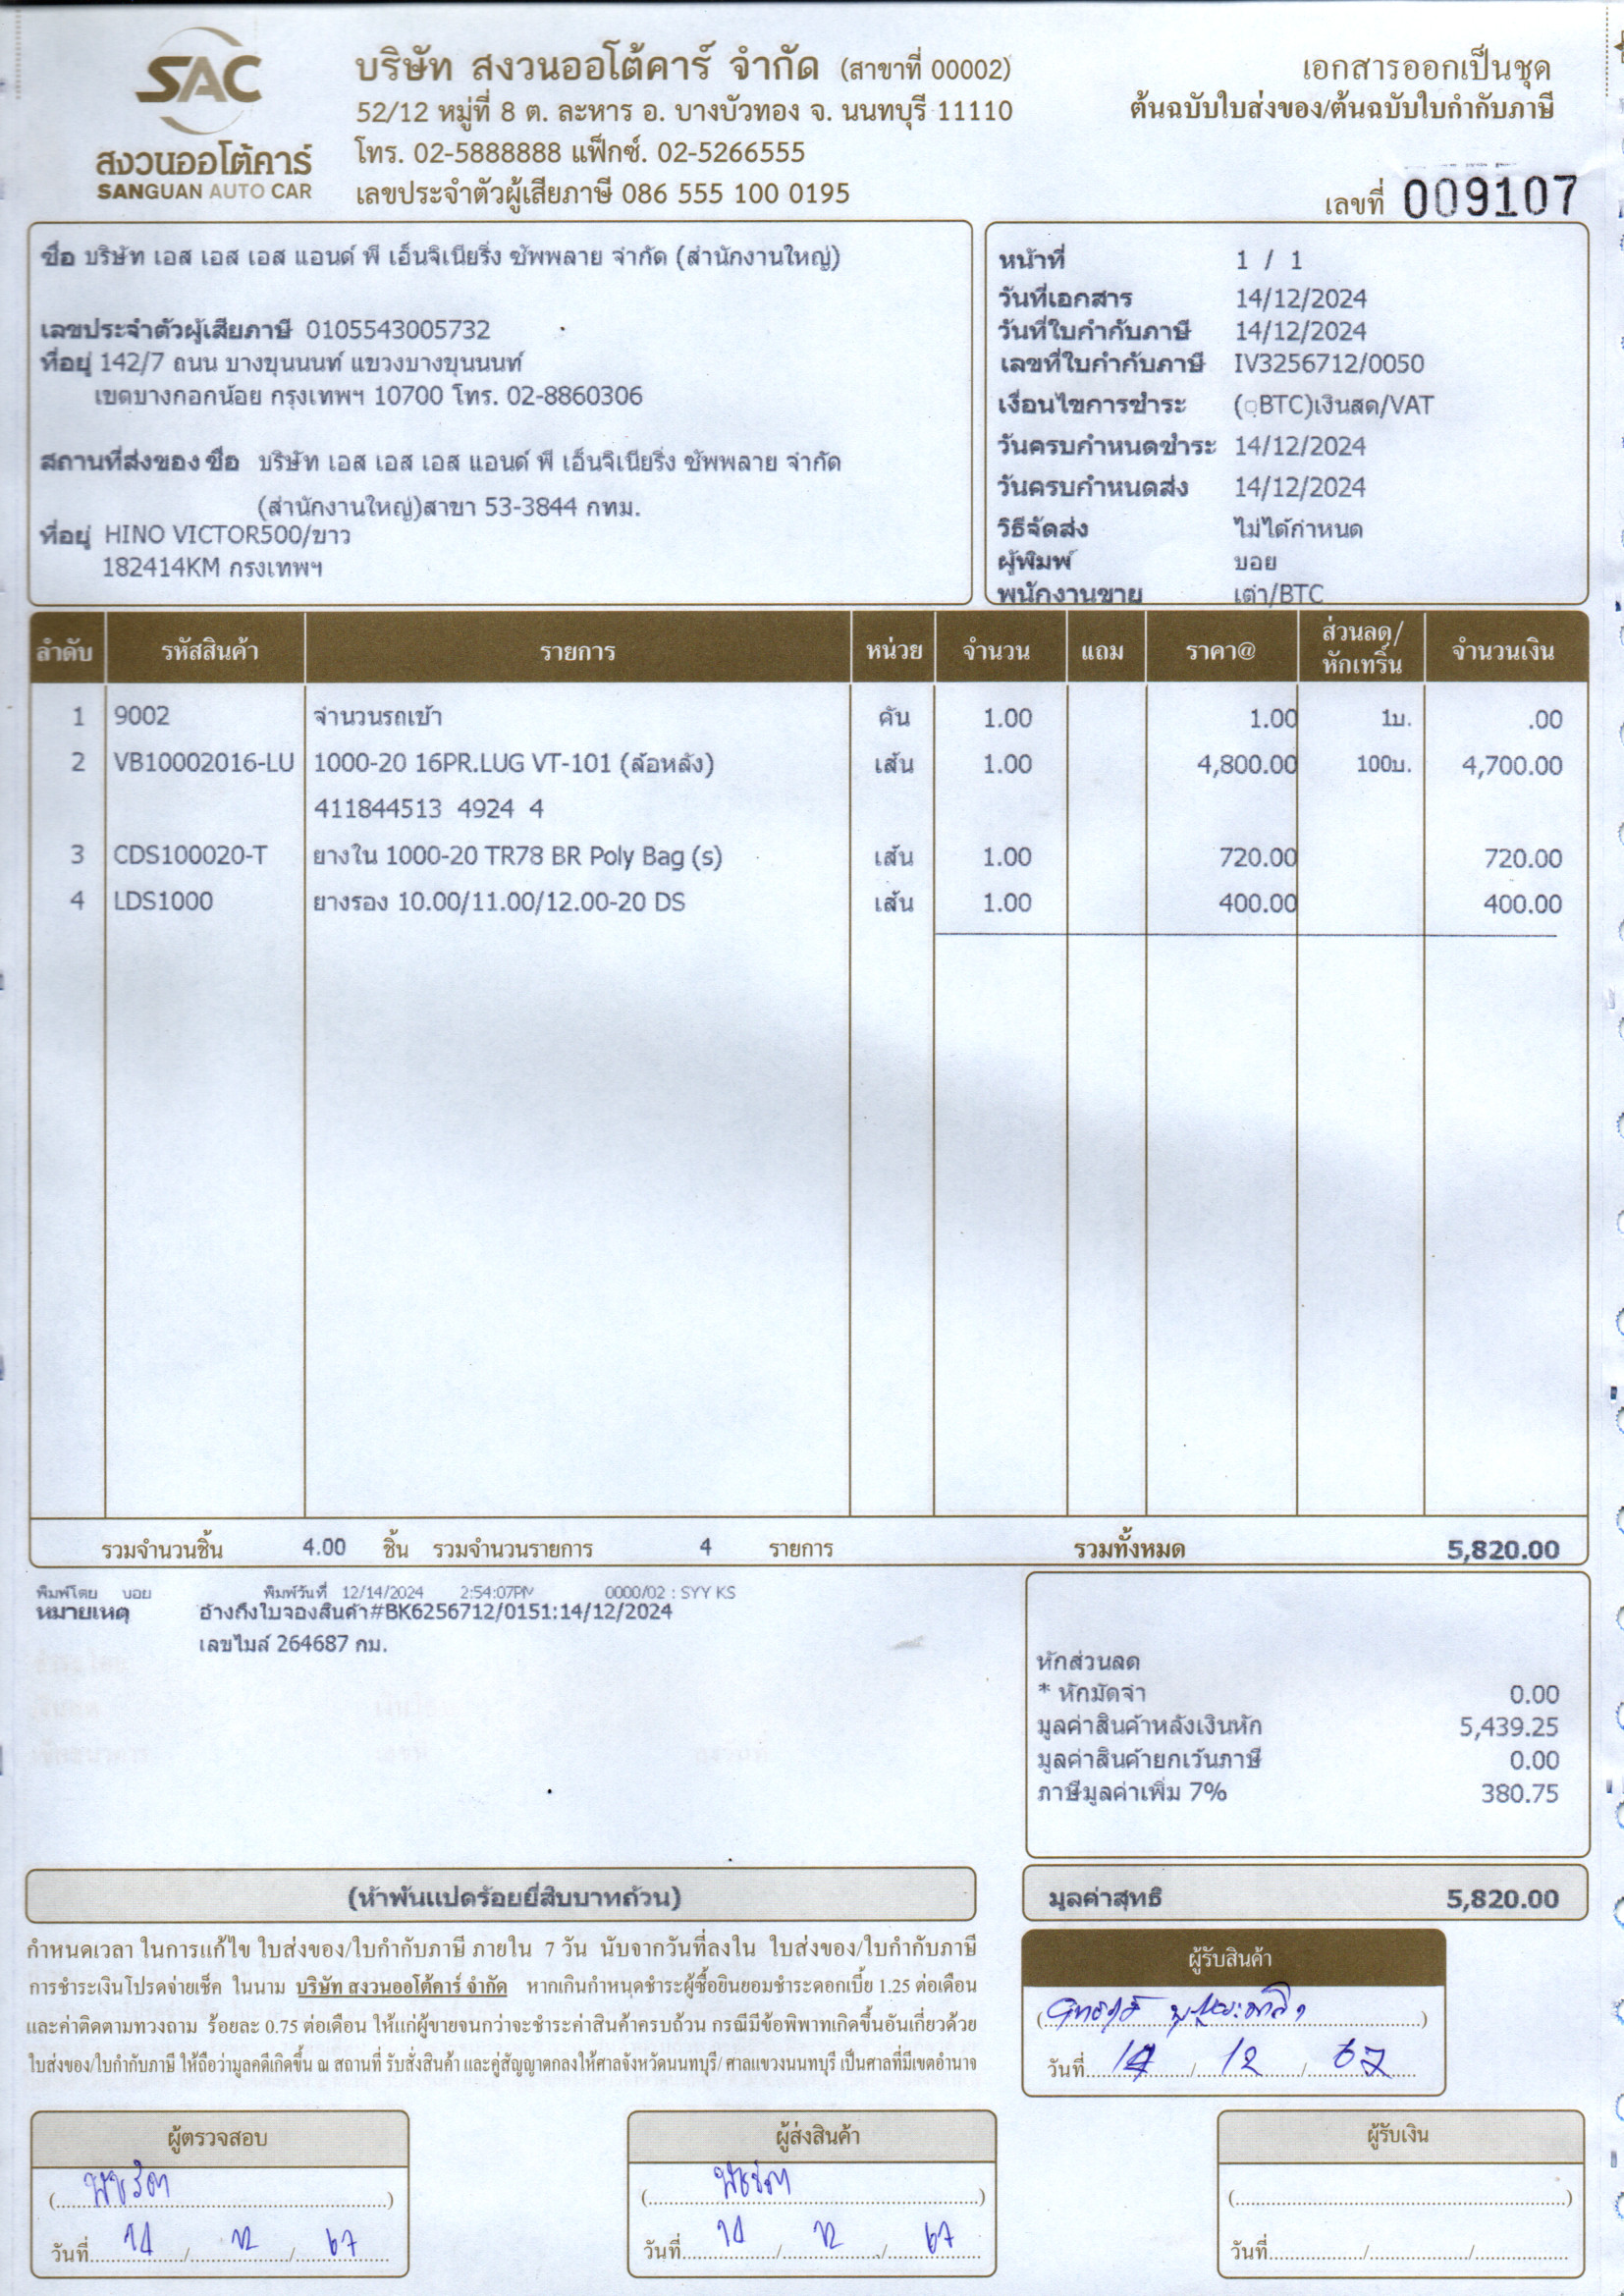 SAC
สงวนออโต้คาร์
SANGUAN AUTO CAR
บริษัท สงวนออโต้คาร์ จำกัด (สาขาที่ 00002)
52/12 หมู่ที่ 8 ต. ละหาร อ. บางบัวทอง จ. นนทบุรี 11110
โทร. 02-5888888 แฟ็กซ์. 02-5266555
เลขประจำตัวผู้เสียภาษี 086 555 100 0195
เอกสารออกเป็นชุด
ต้นฉบับใบส่งของ/ต้นฉบับใบกำกับภาษี
เลขที่ 009107
ชื่อ บริษัท เอส เอส เอส แอนด์ พี เอ็นจิเนียริ่ง ซัพพลาย จำกัด (สำนักงานใหญ่)
เลขประจำตัวผู้เสียภาษี 0105543005732
ที่อยู่ 142/7 ถนน บางขุนนนท์ แขวงบางขุนนนท์
เขตบางกอกน้อย กรุงเทพฯ 10700 โทร. 02-8860306
สถานที่ส่งของ ชื่อ บริษัท เอส เอส เอส แอนด์ พี เอ็นจิเนียริ่ง ซัพพลาย จำกัด
(สำนักงานใหญ่)สาขา 53-3844 กทม.
ที่อยู่ HINO VICTOR500/ขาว
182414KM กรงเทพฯ
หน้าที่ 1 / 1
วันที่เอกสาร 14/12/2024
วันที่ใบกำกับภาษี 14/12/2024
เลขที่ใบกำกับภาษี IV3256712/0050
เงื่อนไขการชำระ (ฺBTC)เงินสด/VAT
วันครบกำหนดชำระ 14/12/2024
วันครบกำหนดส่ง 14/12/2024
วิธีจัดส่ง ไม่ได้กำหนด
ผู้พิมพ์ บอย
พนักงานขาย เต่า/BTC
ลำดับ รหัสสินค้า รายการ หน่วย จำนวน แถม ราคา@ ส่วนลด/หักเทริ์น จำนวนเงิน
1 9002 จำนวนรถเข้า คัน 1.00 1.00 1บ. .00
2 VB10002016-LU 1000-20 16PR.LUG VT-101 (ล้อหลัง) เส้น 1.00 4,800.00 100บ. 4,700.00
411844513 4924 4
3 CDS100020-T ยางใน 1000-20 TR78 BR Poly Bag (s) เส้น 1.00 720.00 720.00
4 LDS1000 ยางรอง 10.00/11.00/12.00-20 DS เส้น 1.00 400.00 400.00
รวมจำนวนชิ้น 4.00 ชิ้น รวมจำนวนรายการ 4 รายการ รวมทั้งหมด 5,820.00
พิมพ์โดย บอย พิมพ์วันที่ 12/14/2024 2:54:07PM 0000/02 : SYY KS
หมายเหตุ อ้างถึงใบจองสินค้า#BK6256712/0151:14/12/2024
เลขไมล์ 264687 กม.
หักส่วนลด
* หักมัดจำ 0.00
มูลค่าสินค้าหลังเงินหัก 5,439.25
มูลค่าสินค้ายกเว้นภาษี 0.00
ภาษีมูลค่าเพิ่ม 7% 380.75
(ห้าพันแปดร้อยยี่สิบบาทถ้วน)
มูลค่าสุทธิ 5,820.00
กำหนดเวลา ในการแก้ไข ใบส่งของ/ใบกำกับภาษี ภายใน 7 วัน นับจากวันที่ลงใน ใบส่งของ/ใบกำกับภาษี
การชำระเงินโปรดจ่ายเช็ค ในนาม บริษัท สงวนออโต้คาร์ จำกัด หากเกินกำหนดชำระผู้ซื้อยินยอมชำระดอกเบี้ย 1.25 ต่อเดือน
และค่าติดตามทวงถาม ร้อยละ 0.75 ต่อเดือน ให้แก่ผู้ขายจนกว่าจะชำระค่าสินค้าครบถ้วน กรณีมีข้อพิพาทเกิดขึ้นอันเกี่ยวด้วย
ใบส่งของ/ใบกำกับภาษี ให้ถือว่ามูลคดีเกิดขึ้น ณ สถานที่ รับสั่งสินค้า และคู่สัญญาตกลงให้ศาลจังหวัดนนทบุรี/ ศาลแขวงนนทบุรี เป็นศาลที่มีเขตอำนาจ
ผู้รับสินค้า
วันที่ 14 / 12 / 67
ผู้ตรวจสอบ
(พัชรีดา)
วันที่ 14 / 12 / 67
ผู้ส่งสินค้า
วันที่ 14 / 12 / 67
ผู้รับเงิน
วันที่ / /